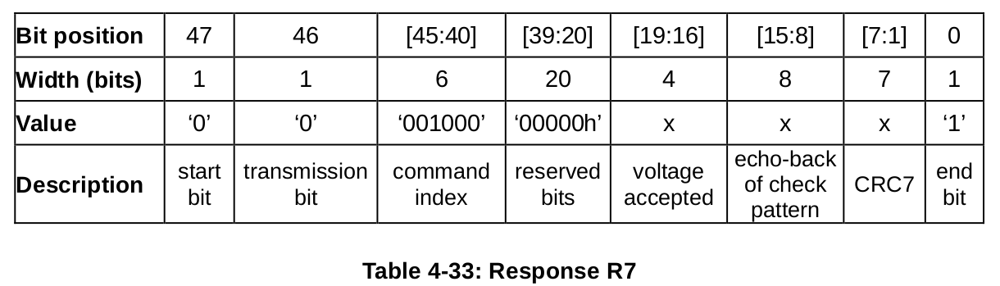 Bit position 47 46 [45:40] [39:20] [19:16] [15:8] [7:1] 0
Width (bits) 1 1 6 20 4 8 7 1
Value ‘0’ ‘0’ ‘001000’ ‘00000h’ x x x ‘1’
Description start bit transmission bit command index reserved bits voltage accepted echo-back of check pattern CRC7 end bit
Table 4-33: Response R7